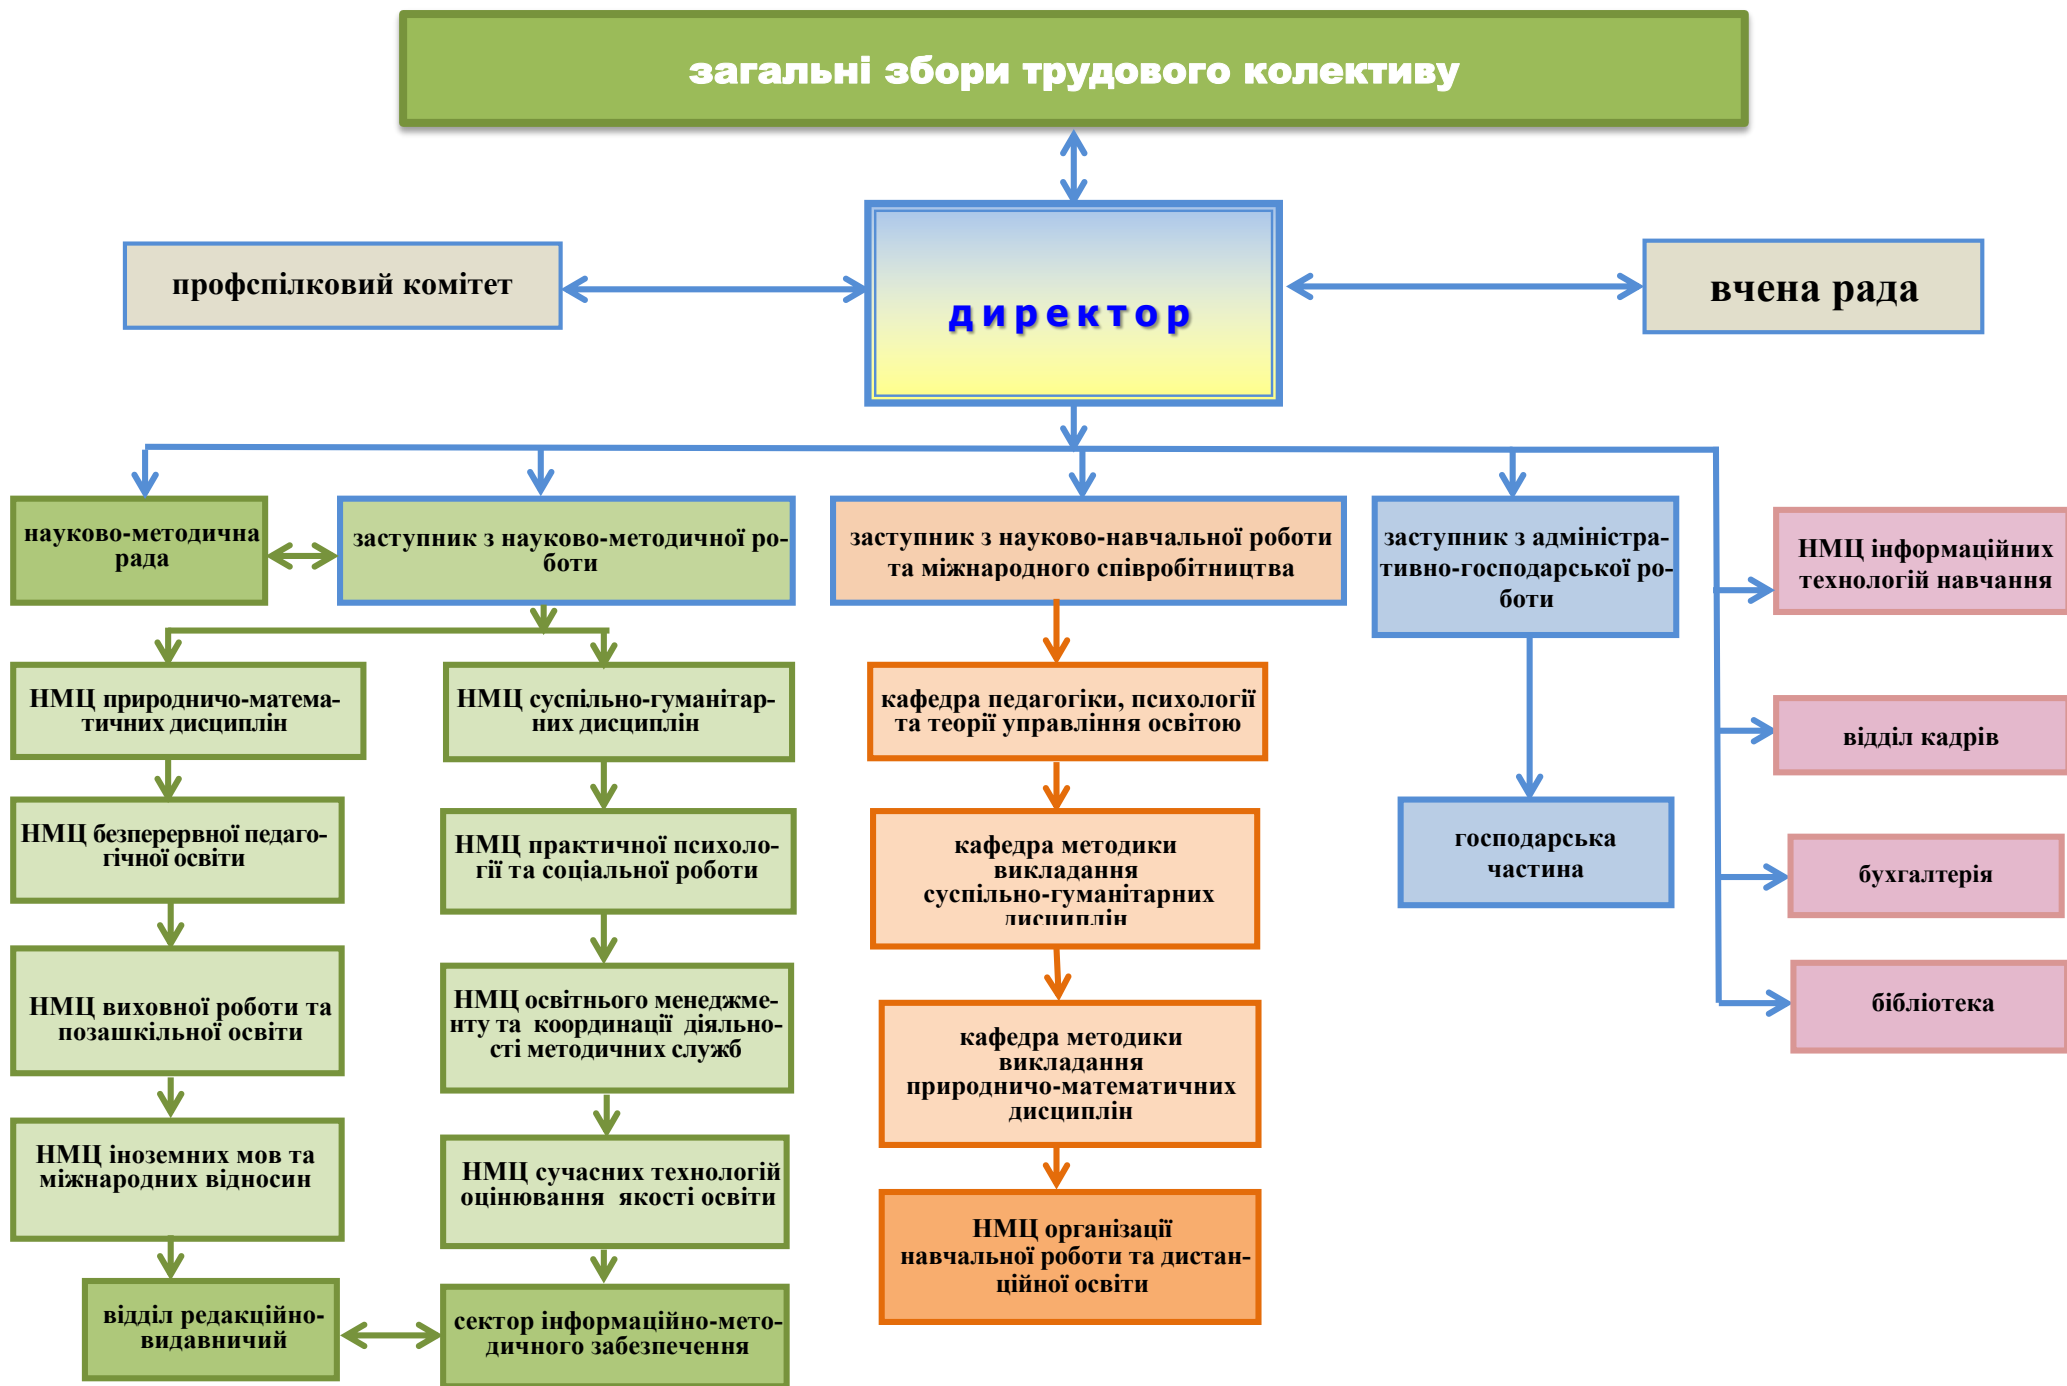 загальні збори трудового колективу
профспілковий комітет
директор
вчена рада
науково-методична
рада
заступник з науково-методичної ро-
боти
заступник з науково-навчальної роботи
та міжнародного співробітництва
заступник з адміністра-
тивно-господарської ро-
боти
НМЦ інформаційних
технологій навчання
НМЦ природничо-матема-
тичних дисциплін
НМЦ суспільно-гуманітар-
них дисциплін
кафедра педагогіки, психології
та теорії управління освітою
відділ кадрів
НМЦ безперервної педаго-
гічної освіти
НМЦ практичної психоло-
гії та соціальної роботи
кафедра методики
викладання
суспільно-гуманітарних
дисциплін
господарська
частина
бухгалтерія
НМЦ виховної роботи та
позашкільної освіти
НМЦ освітнього менеджме-
нту та координації діяльно-
сті методичних служб
кафедра методики
викладання
природничо-математичних
дисциплін
бібліотека
НМЦ іноземних мов та
міжнародних відносин
НМЦ сучасних технологій
оцінювання якості освіти
НМЦ організації
навчальної роботи та дистан-
ційної освіти
відділ редакційно-
видавничий
сектор інформаційно-мето-
дичного забезпечення